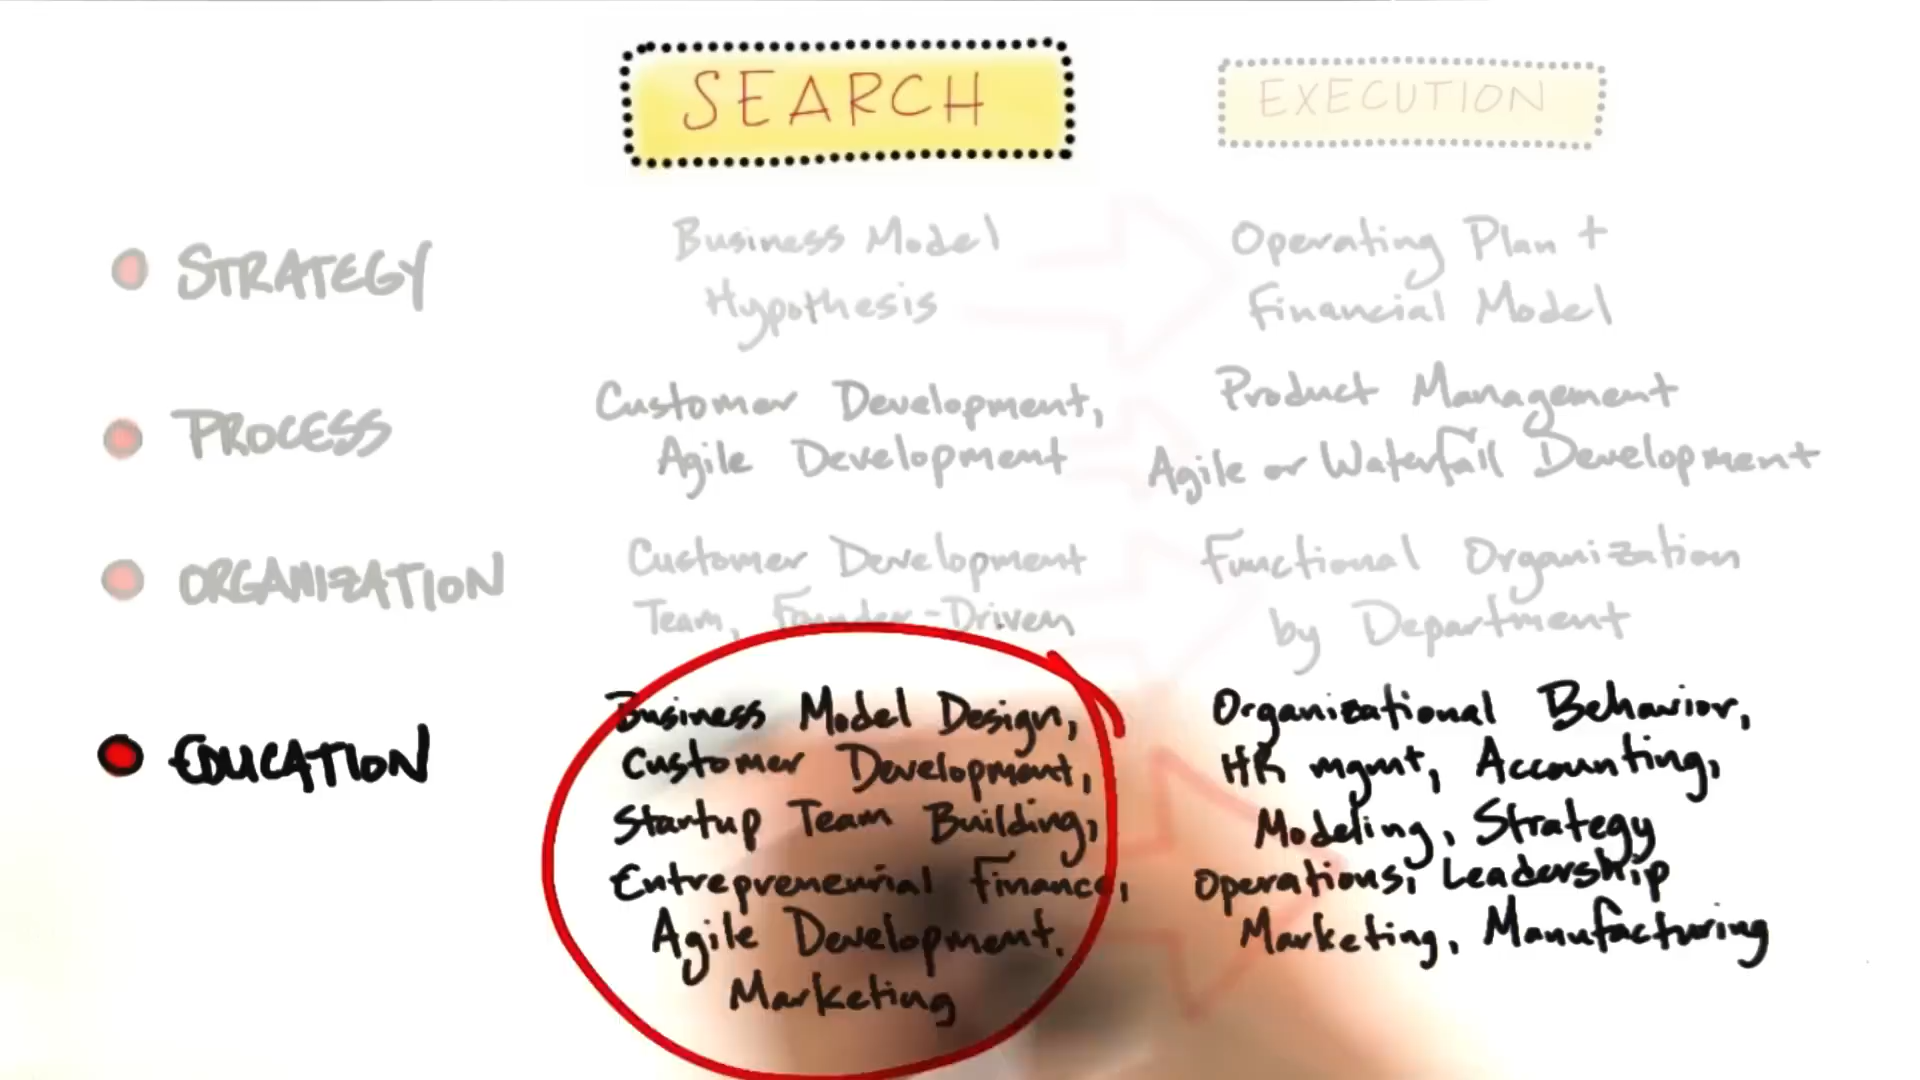 SEARCH
EXECUTION
STRATEGY
Business Model
Hypothesis
Operating Plan +
Financial Model
PROCESS
Customer Development,
Agile Development
Product Management
Agile or Waterfall Development
ORGANIZATION
Customer Development
Team, Founder-Driven
Functional Organization
by Department
EDUCATION
Business Model Design,
Customer Development,
Startup Team Building,
Entrepreneurial Finance,
Agile Development.
Marketing
Organizational Behavior,
HR mgmt, Accounting,
Modeling, Strategy
Operations, Leadership
Marketing, Manufacturing